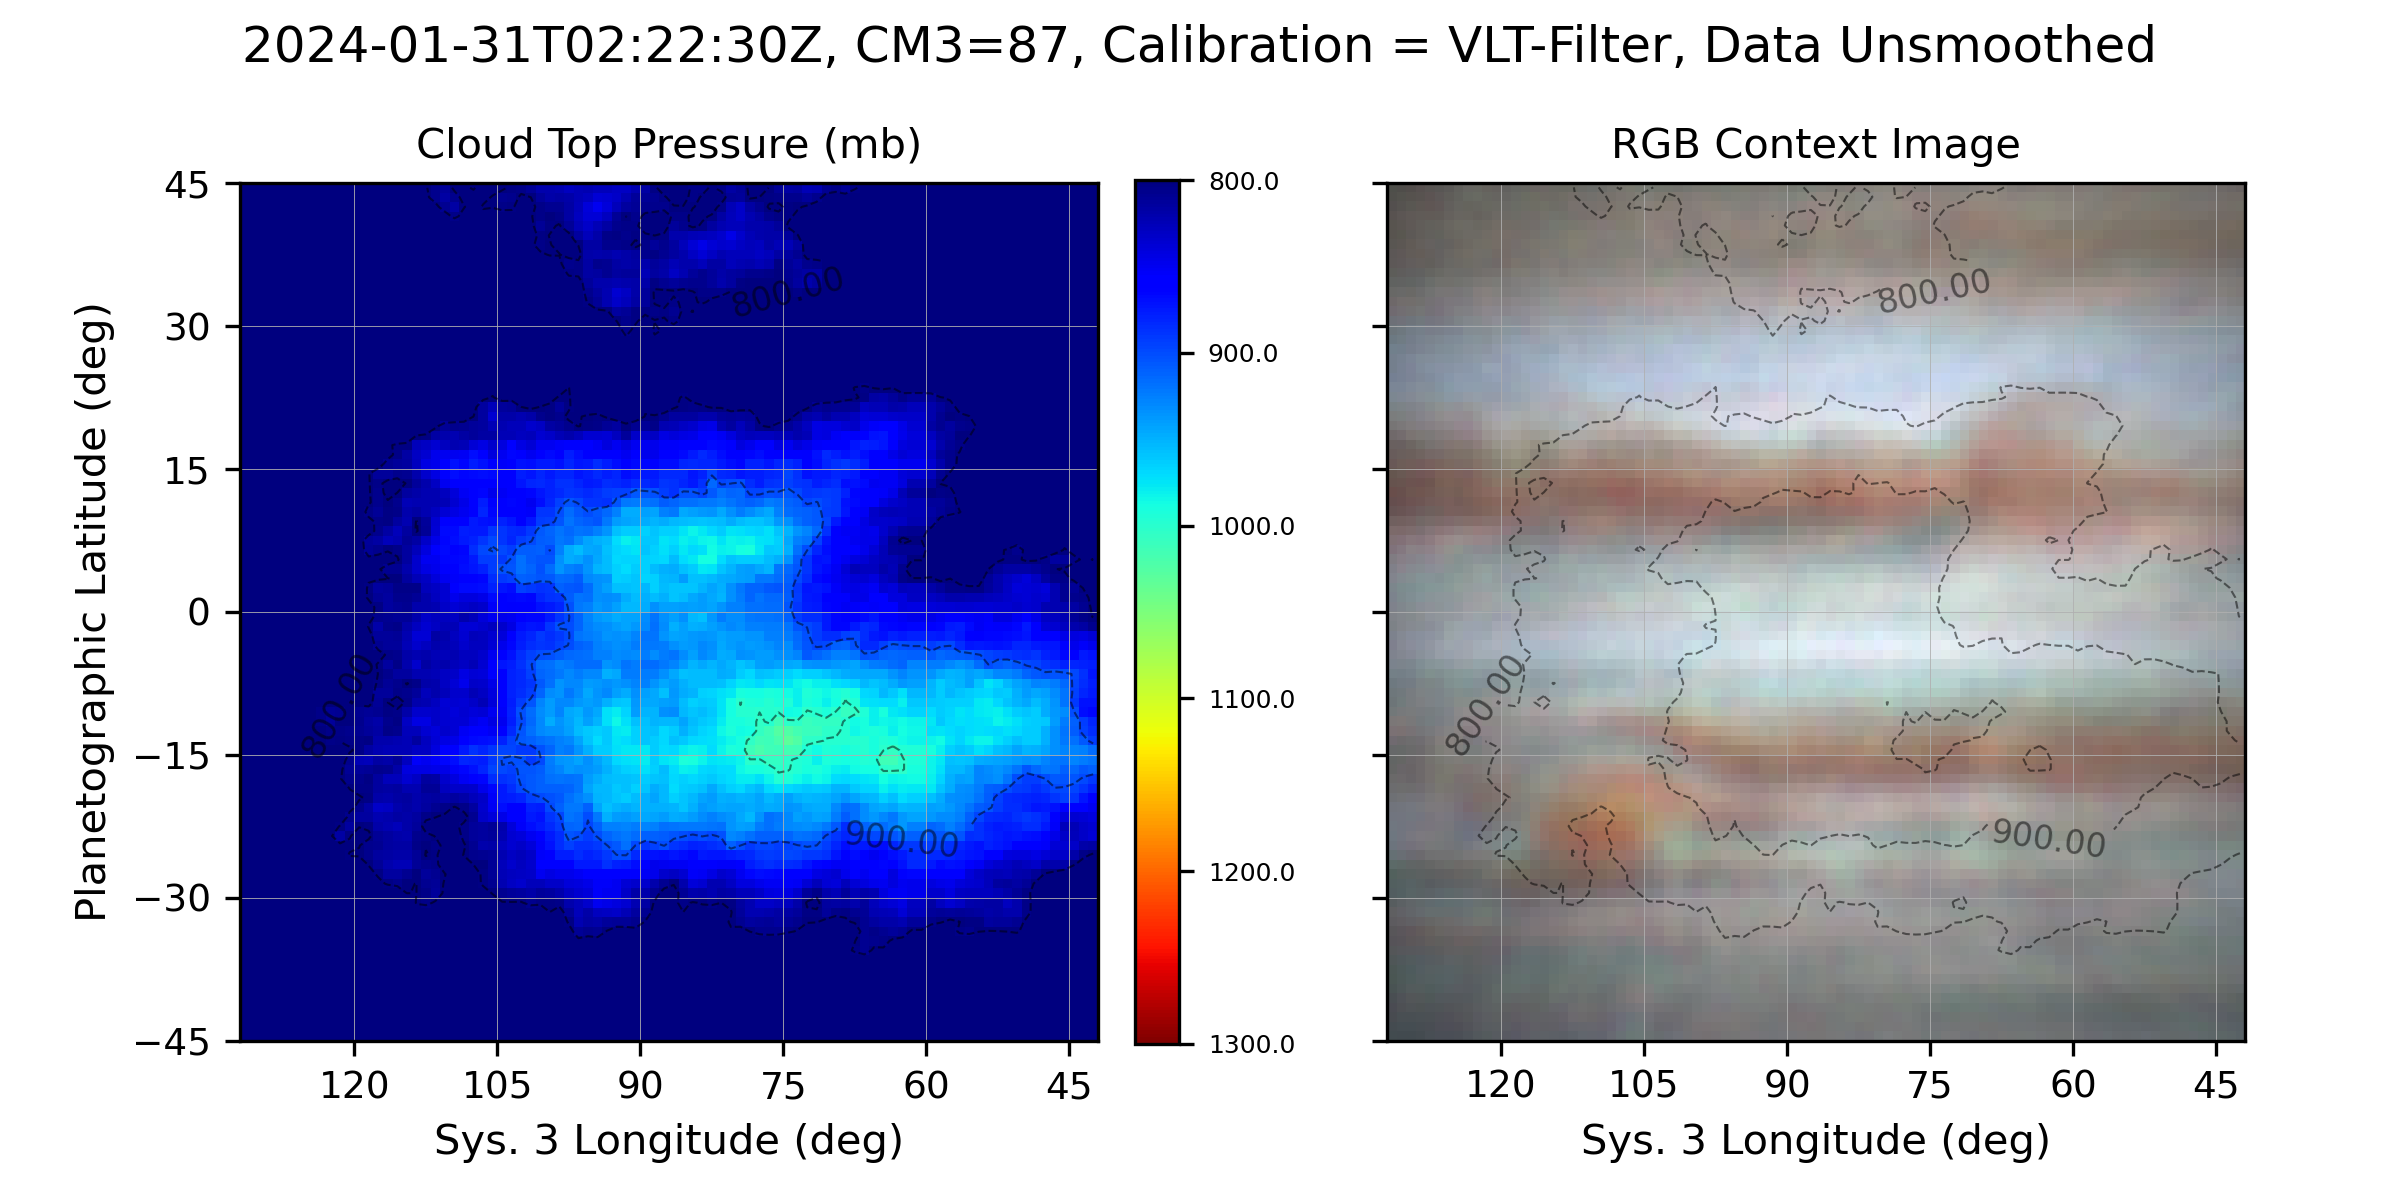 2024-01-31T02:22:30Z, CM3=87, Calibration = VLT-Filter, Data Unsmoothed
Cloud Top Pressure (mb)
45
30
15
0
−15
−30
−45
Planetographic Latitude (deg)
800.00
800.00
900.00
120 105 90 75 60 45
Sys. 3 Longitude (deg)
800.0
900.0
1000.0
1100.0
1200.0
1300.0
RGB Context Image
800.00
800.00
900.00
120 105 90 75 60 45
Sys. 3 Longitude (deg)